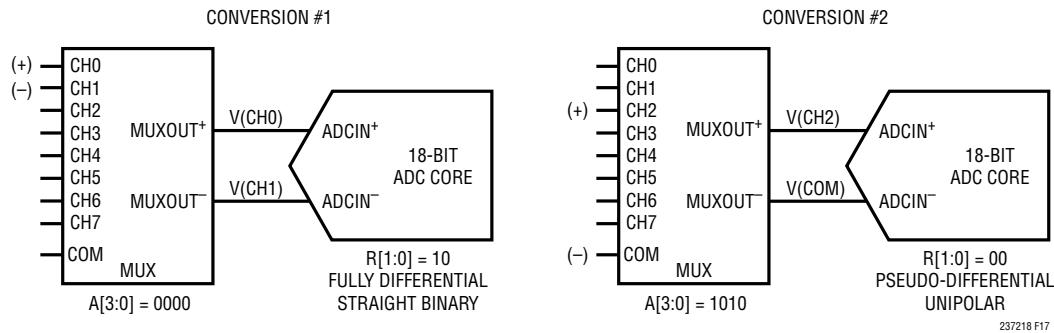 CONVERSION #1
(+) CH0
(–) CH1
CH2
CH3
CH4
CH5
CH6
CH7
COM
MUXOUT+
MUXOUT–
MUX
A[3:0] = 0000
V(CH0)
V(CH1)
ADCIN+
ADCIN–
18-BIT
ADC CORE
R[1:0] = 10
FULLY DIFFERENTIAL
STRAIGHT BINARY
CONVERSION #2
CH0
CH1
(+) CH2
CH3
CH4
CH5
CH6
CH7
(–) COM
MUXOUT+
MUXOUT–
MUX
A[3:0] = 1010
V(CH2)
V(COM)
ADCIN+
ADCIN–
18-BIT
ADC CORE
R[1:0] = 00
PSEUDO-DIFFERENTIAL
UNIPOLAR
237218 F17